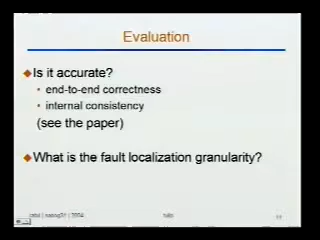 Evaluation
Is it accurate?
end-to-end correctness
internal consistency
(see the paper)
What is the fault localization granularity?
2004